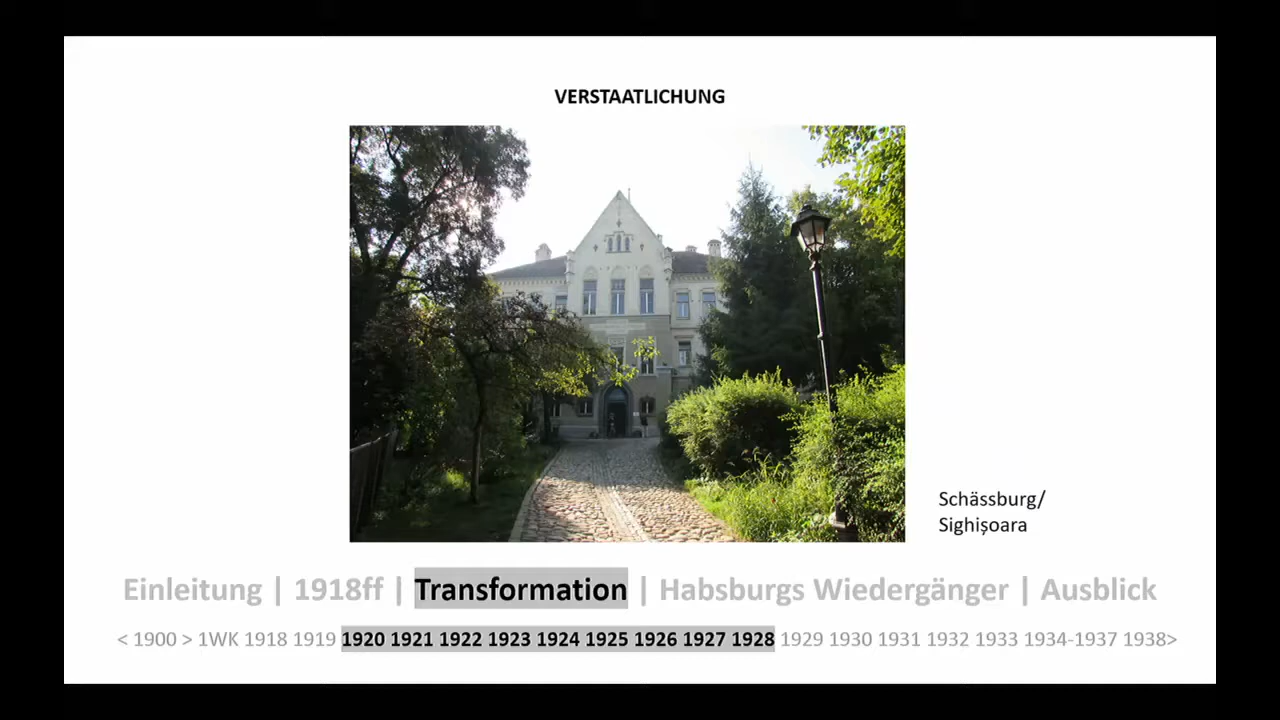 VERSTAATLICHUNG
Schässburg/
Sighișoara
Einleitung | 1918ff | Transformation | Habsburgs Wiedergänger | Ausblick
< 1900 > 1WK 1918 1919 1920 1921 1922 1923 1924 1925 1926 1927 1928 1929 1930 1931 1932 1933 1934-1937 1938>